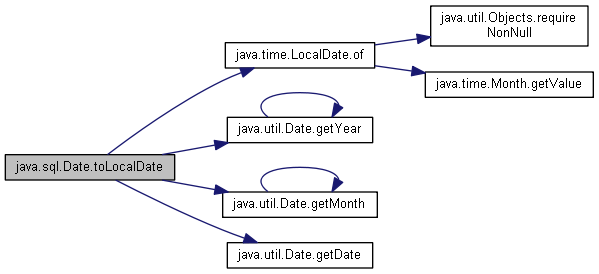 java.util.Objects.require
NonNull
java.time.LocalDate.of
java.time.Month.getValue
java.util.Date.getYear
java.sql.Date.toLocalDate
java.util.Date.getMonth
java.util.Date.getDate